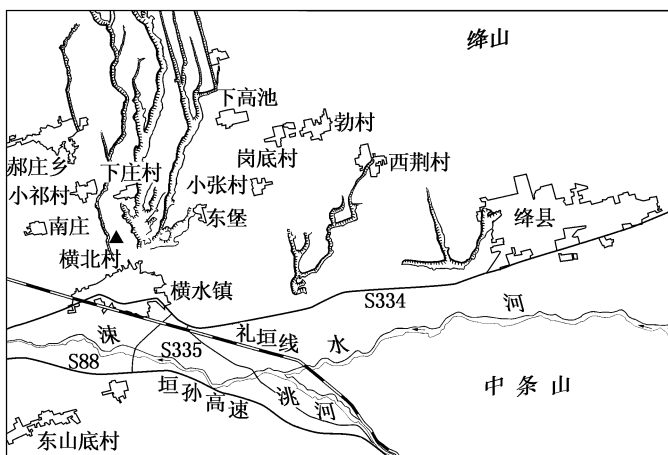 绛山
下高池
勃村
岗底村
郝庄乡
下庄村
西荆村
小祁村
小张村
绛县
南庄
东堡
横北村
横水镇
S334
涑水河
礼垣线
S335
S88
垣孙高速
洮河
中条山
东山底村